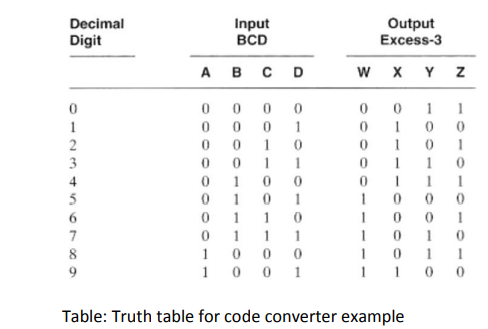 Decimal Input Output
Digit BCD Excess-3
A B C D W X Y Z
0 0 0 0 0 0 0 1 1
1 0 0 0 1 0 1 0 0
2 0 0 1 0 0 1 0 1
3 0 0 1 1 0 1 1 0
4 0 1 0 0 0 1 1 1
5 0 1 0 1 1 0 0 0
6 0 1 1 0 1 0 0 1
7 0 1 1 1 1 0 1 0
8 1 0 0 0 1 0 1 1
9 1 0 0 1 1 1 0 0
Table: Truth table for code converter example